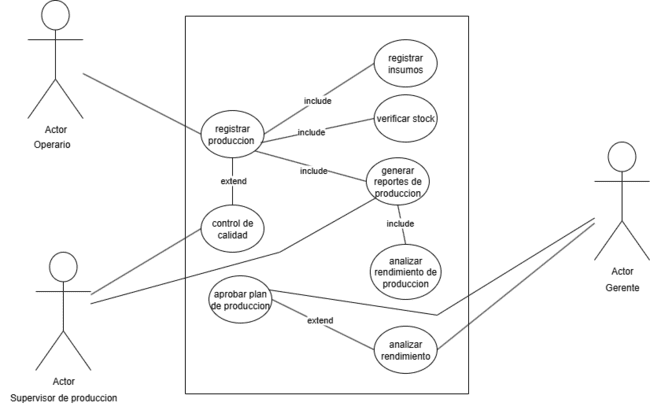 registrar
insumos
include
verificar stock
include
registrar
produccion
Actor
Operario
include
generar
reportes de
produccion
extend
control de
calidad
include
analizar
rendimiento de
produccion
Actor
Gerente
aprobar plan
de produccion
extend
analizar
rendimiento
Actor
Supervisor de produccion